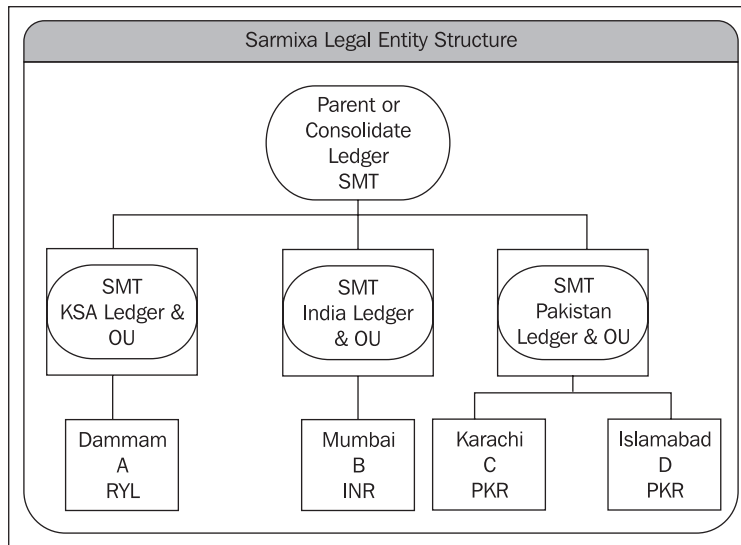 Sarmixa Legal Entity Structure
Parent or
Consolidate
Ledger
SMT
SMT
KSA Ledger &
OU
SMT
India Ledger
& OU
SMT
Pakistan
Ledger & OU
Dammam
A
RYL
Mumbai
B
INR
Karachi
C
PKR
Islamabad
D
PKR